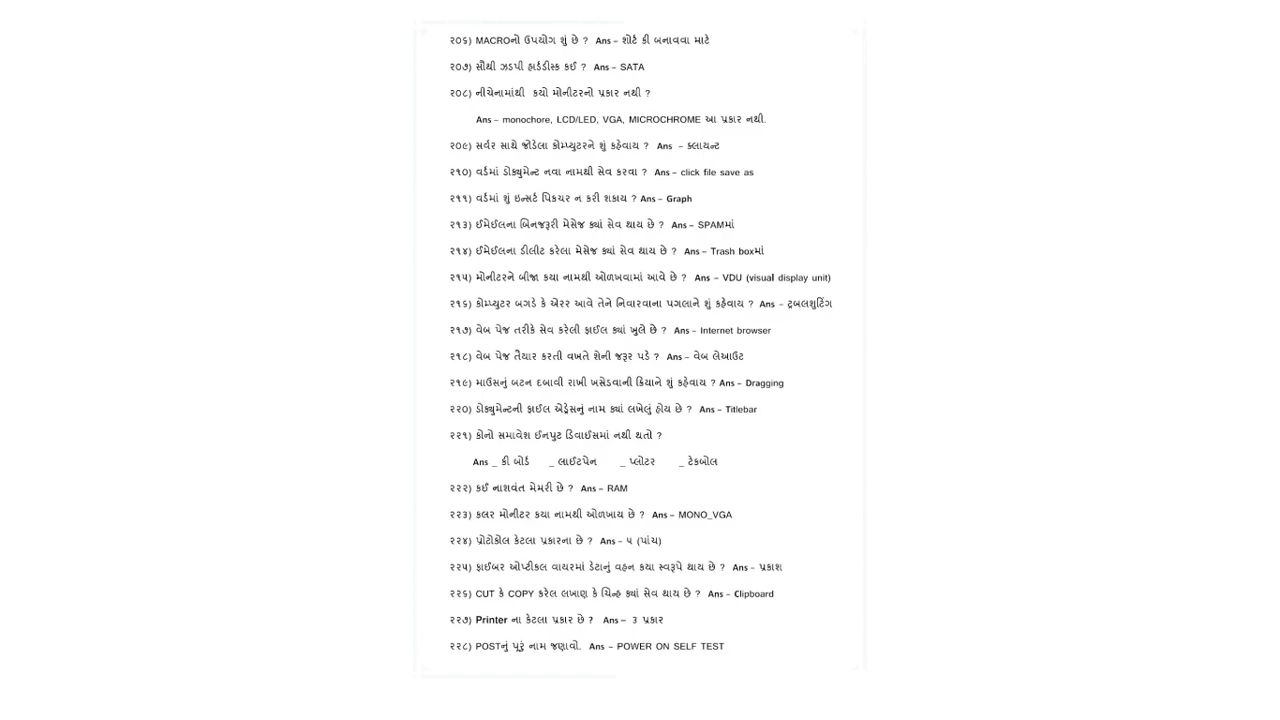 ૨૦૬) MACROનો ઉપયોગ શું છે ? Ans – શોર્ટ કી બનાવવા માટે
૨૦૭) સૌથી ઝડપી હાર્ડડીસ્ક કઈ ? Ans – SATA
૨૦૮) નીચેનામાંથી કયો મોનીટરનો પ્રકાર નથી ?
Ans – monochore, LCD/LED, VGA, MICROCHROME આ પ્રકાર નથી.
૨૦૯) સર્વર સાથે જોડેલા કોમ્પ્યુટરને શું કહેવાય ? Ans – ક્લાયન્ટ
૨૧૦) વર્ડમાં ડોક્યુમેન્ટ નવા નામથી સેવ કરવા ? Ans – click file save as
૨૧૧) વર્ડમાં શું ઇન્સર્ટ પિકચર ન કરી શકાય ? Ans – Graph
૨૧૩) ઈમેઈલના બિનજરૂરી મેસેજ ક્યાં સેવ થાય છે ? Ans – SPAMમાં
૨૧૪) ઈમેઈલના ડીલીટ કરેલા મેસેજ ક્યાં સેવ થાય છે ? Ans – Trash boxમાં
૨૧૫) મોનીટરને બીજા કયા નામથી ઓળખવામાં આવે છે ? Ans – VDU (visual display unit)
૨૧૬) કોમ્પ્યુટર બગડે કે એરર આવે તેને નિવારવાના પગલાને શું કહેવાય ? Ans – ટ્રબલશુટિંગ
૨૧૭) વેબ પેજ તરીકે સેવ કરેલી ફાઈલ ક્યાં ખુલે છે ? Ans – Internet browser
૨૧૮) વેબ પેજ તૈયાર કરતી વખતે શેની જરૂર પડે ? Ans – વેબ લેઆઉટ
૨૧૯) માઉસનું બટન દબાવી રાખી ખસેડવાની ક્રિયાને શું કહેવાય ? Ans – Dragging
૨૨૦) ડોક્યુમેન્ટની ફાઈલ એડ્રેસનું નામ ક્યાં લખેલું હોય છે ? Ans – Titlebar
૨૨૧) કોનો સમાવેશ ઈનપુટ ડિવાઈસમાં નથી થતો ?
Ans _ કી બોર્ડ _ લાઈટપેન _ પ્લોટર _ ટેકબોલ
૨૨૨) કઈ નાશવંત મેમરી છે ? Ans – RAM
૨૨૩) કલર મોનીટર કયા નામથી ઓળખાય છે ? Ans – MONO_VGA
૨૨૪) પ્રોટોકોલ કેટલા પ્રકારના છે ? Ans – ૫ (પાંચ)
૨૨૫) ફાઈબર ઓપ્ટીકલ વાયરમાં ડેટાનું વહન કયા સ્વરૂપે થાય છે ? Ans – પ્રકાશ
૨૨૬) CUT કે COPY કરેલ લખાણ કે ચિન્હ ક્યાં સેવ થાય છે ? Ans – Clipboard
૨૨૭) Printer ના કેટલા પ્રકાર છે ? Ans – ૩ પ્રકાર
૨૨૮) POSTનું પૂરું નામ જણાવો. Ans – POWER ON SELF TEST